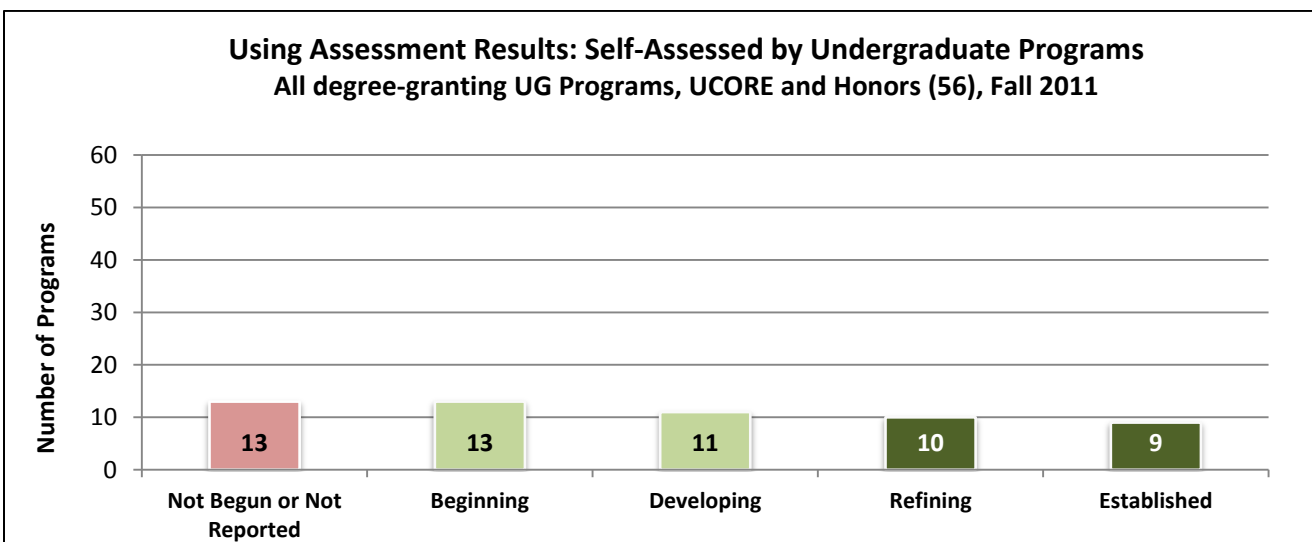 Using Assessment Results: Self-Assessed by Undergraduate Programs
All degree-granting UG Programs, UCORE and Honors (56), Fall 2011
Number of Programs
60
50
40
30
20
10
0
13
13
11
10
9
Not Begun or Not
Reported
Beginning
Developing
Refining
Established